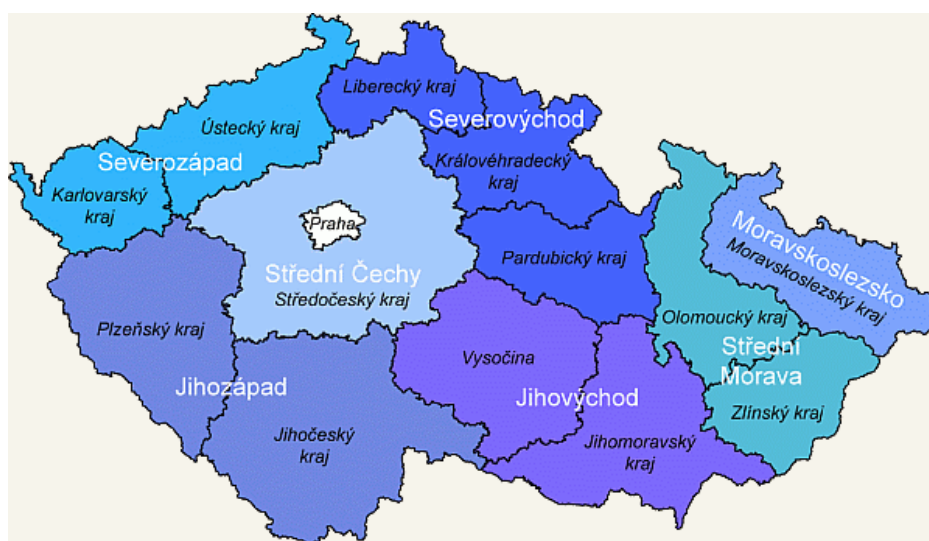 Liberecký kraj
Severovýchod
Ústecký kraj
Severozápad
Karlovarský
kraj
Královéhradecký
kraj
Praha
Střední Čechy
Středočeský kraj
Pardubický kraj
Moravskoslezsko
Moravskoslezský kraj
Plzeňský kraj
Olomoucký kraj
Střední
Morava
Vysočina
Jihozápad
Jihovýchod
Zlínský kraj
Jihočeský
kraj
Jihomoravský
kraj